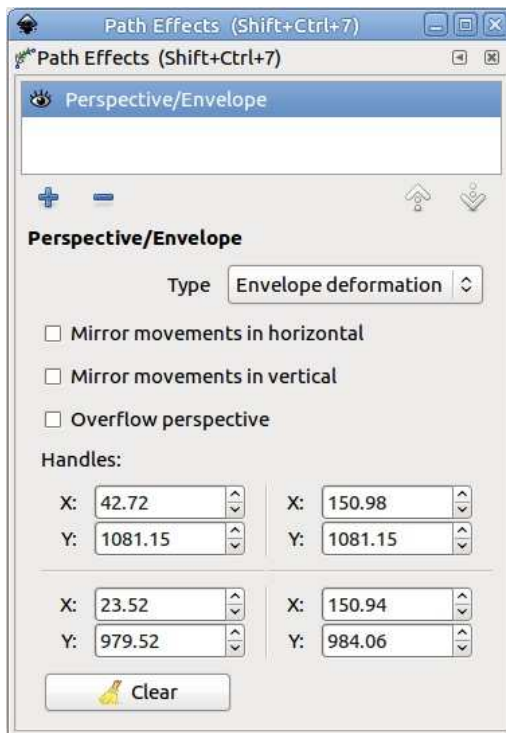 Path Effects (Shift+Ctrl+7)
Path Effects (Shift+Ctrl+7)
Perspective/Envelope
Perspective/Envelope
Type Envelope deformation
Mirror movements in horizontal
Mirror movements in vertical
Overflow perspective
Handles:
X: 42.72 X: 150.98
Y: 1081.15 Y: 1081.15
X: 23.52 X: 150.94
Y: 979.52 Y: 984.06
Clear